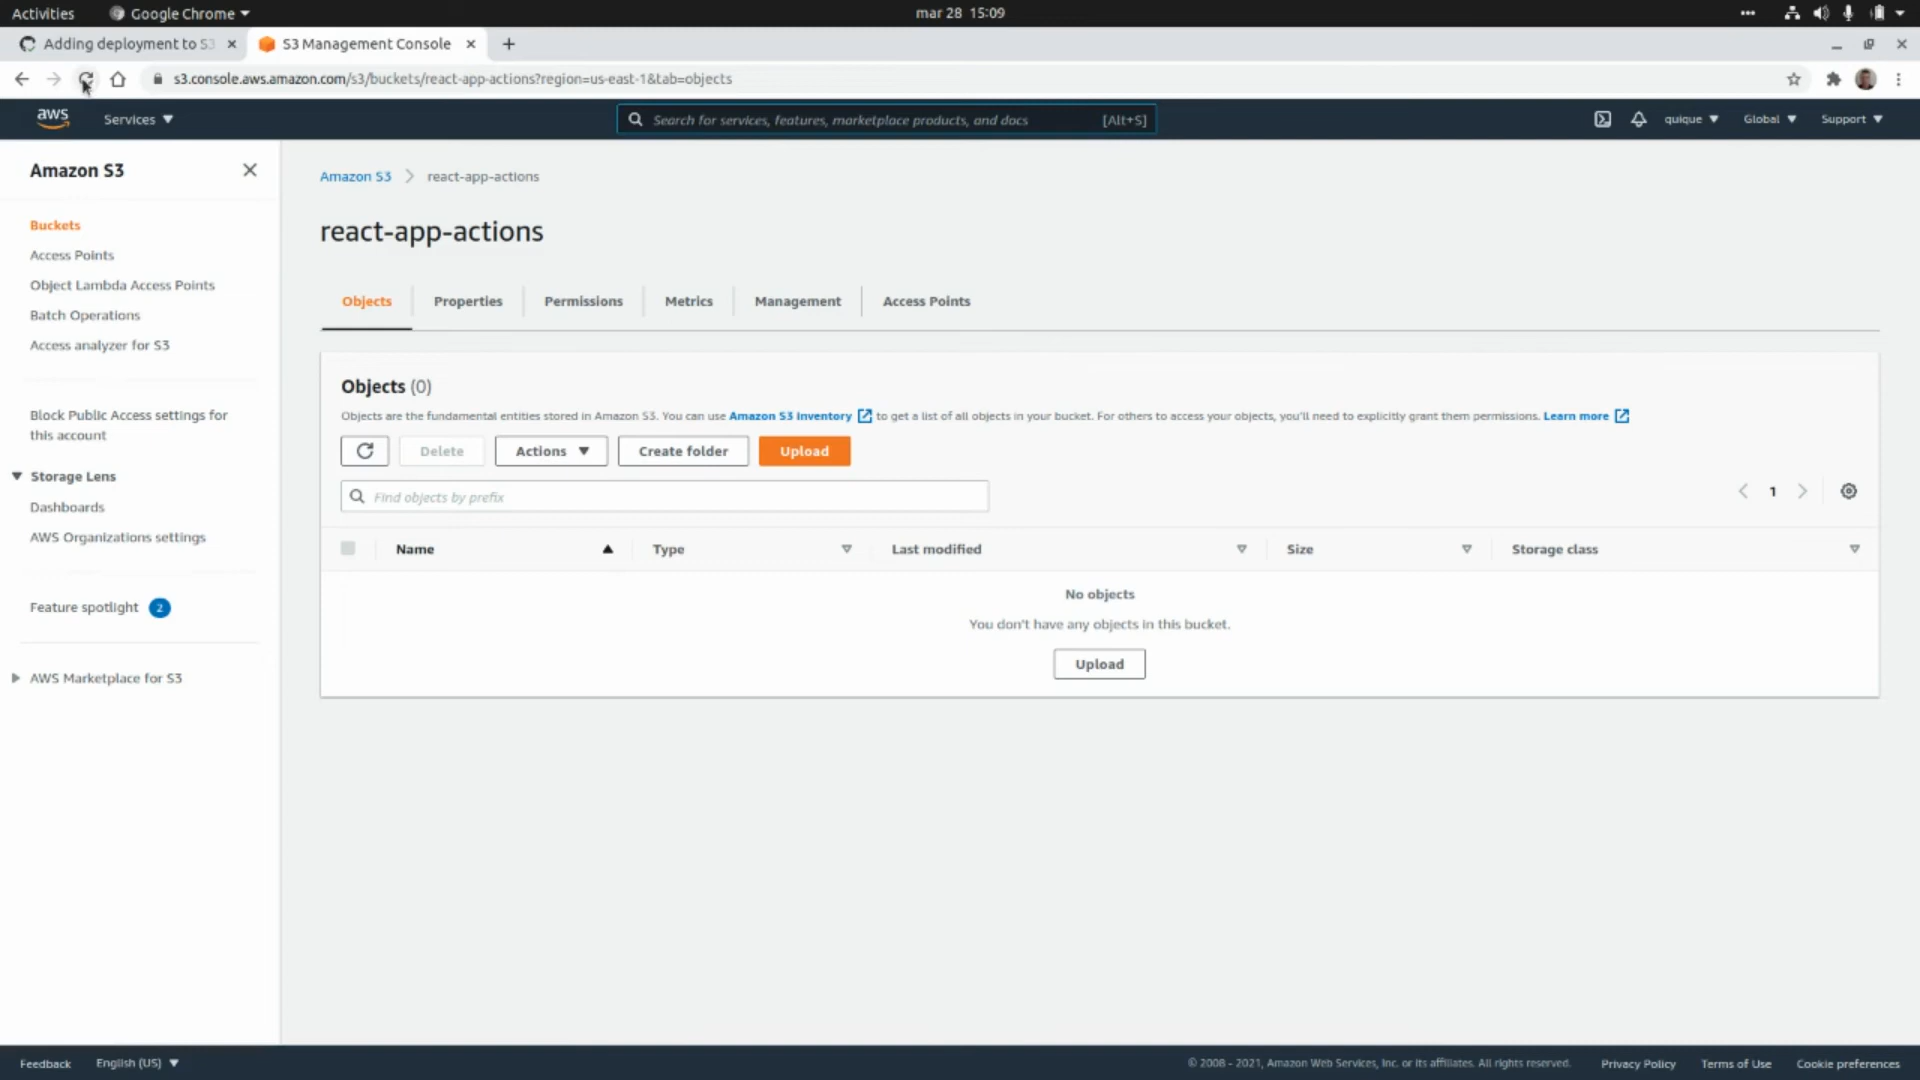 Activities Google Chrome mar 28 15:09
Adding deployment to S3 S3 Management Console
s3.console.aws.amazon.com/s3/buckets/react-app-actions?region=us-east-1&tab=objects
aws Services Search for services, features, marketplace products, and docs [Alt+S] quique Global Support
Amazon S3
Buckets
Access Points
Object Lambda Access Points
Batch Operations
Access analyzer for S3
Block Public Access settings for
this account
Storage Lens
Dashboards
AWS Organizations settings
Feature spotlight 2
AWS Marketplace for S3
Amazon S3 react-app-actions
react-app-actions
Objects Properties Permissions Metrics Management Access Points
Objects (0)
Objects are the fundamental entities stored in Amazon S3. You can use Amazon S3 inventory to get a list of all objects in your bucket. For others to access your objects, you'll need to explicitly grant them permissions. Learn more
Delete Actions Create folder Upload
Find objects by prefix 1
Name Type Last modified Size Storage class
No objects
You don't have any objects in this bucket.
Upload
Feedback English (US) © 2008 - 2021, Amazon Web Services, Inc. or its affiliates. All rights reserved. Privacy Policy Terms of Use Cookie preferences